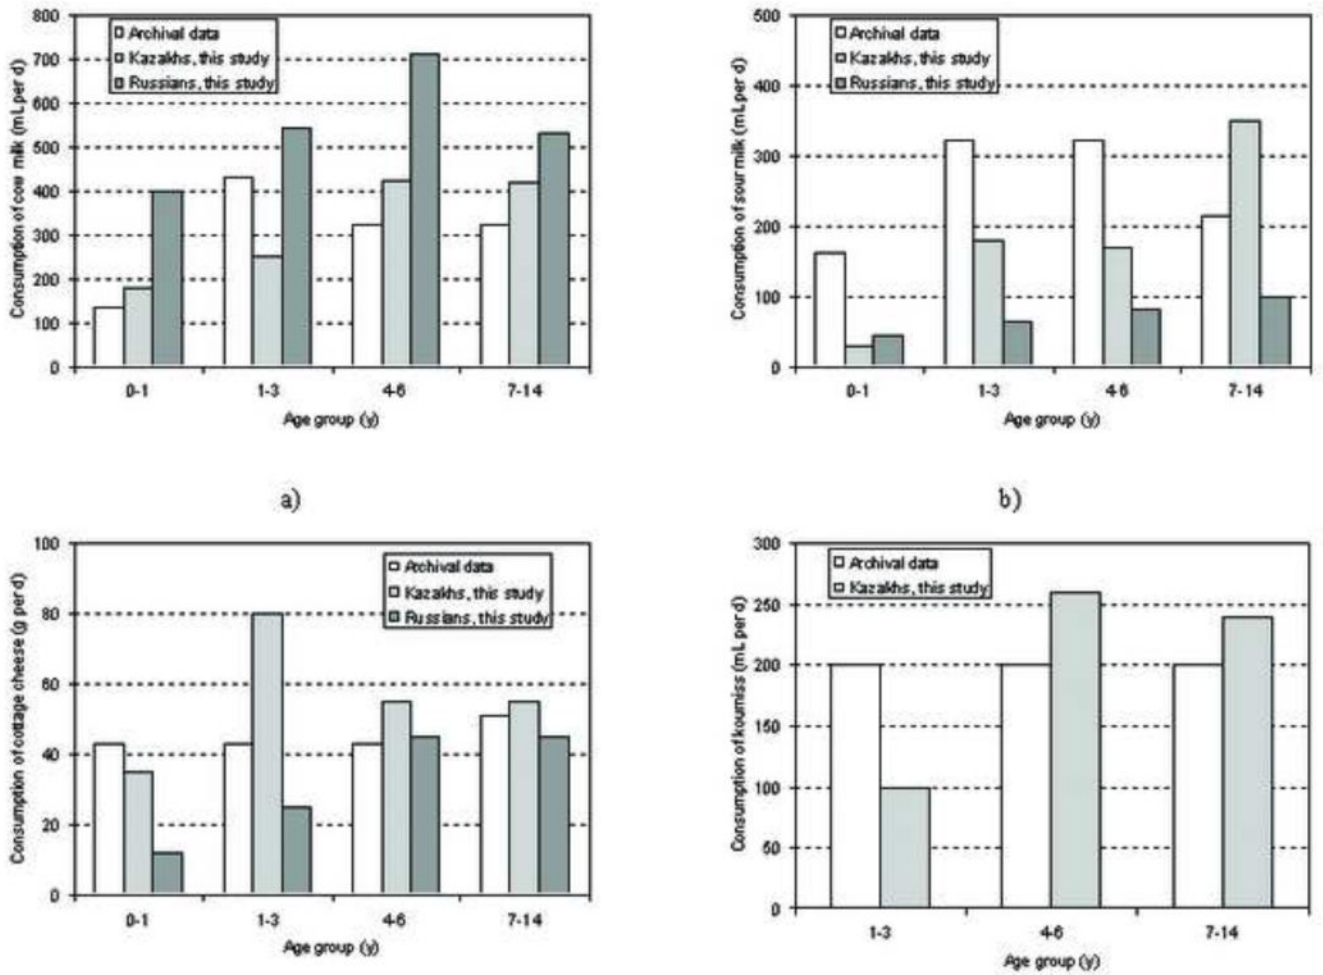 Consumption of cow milk (mL per d)
800
700
600
500
400
300
200
100
0
Archival data
Kazakhs, this study
Russians, this study
0-1
1-3
4-6
7-14
Age group (y)
a)
Consumption of sour milk (mL per d)
500
400
300
200
100
0
Archival data
Kazakhs, this study
Russians, this study
0-1
1-3
4-6
7-14
Age group (y)
b)
Consumption of cottage cheese (g per d)
100
80
60
40
20
0
Archival data
Kazakhs, this study
Russians, this study
0-1
1-3
4-6
7-14
Age group (y)
Consumption of koumiss (mL per d)
300
250
200
150
100
50
0
Archival data
Kazakhs, this study
1-3
4-6
7-14
Age group (y)